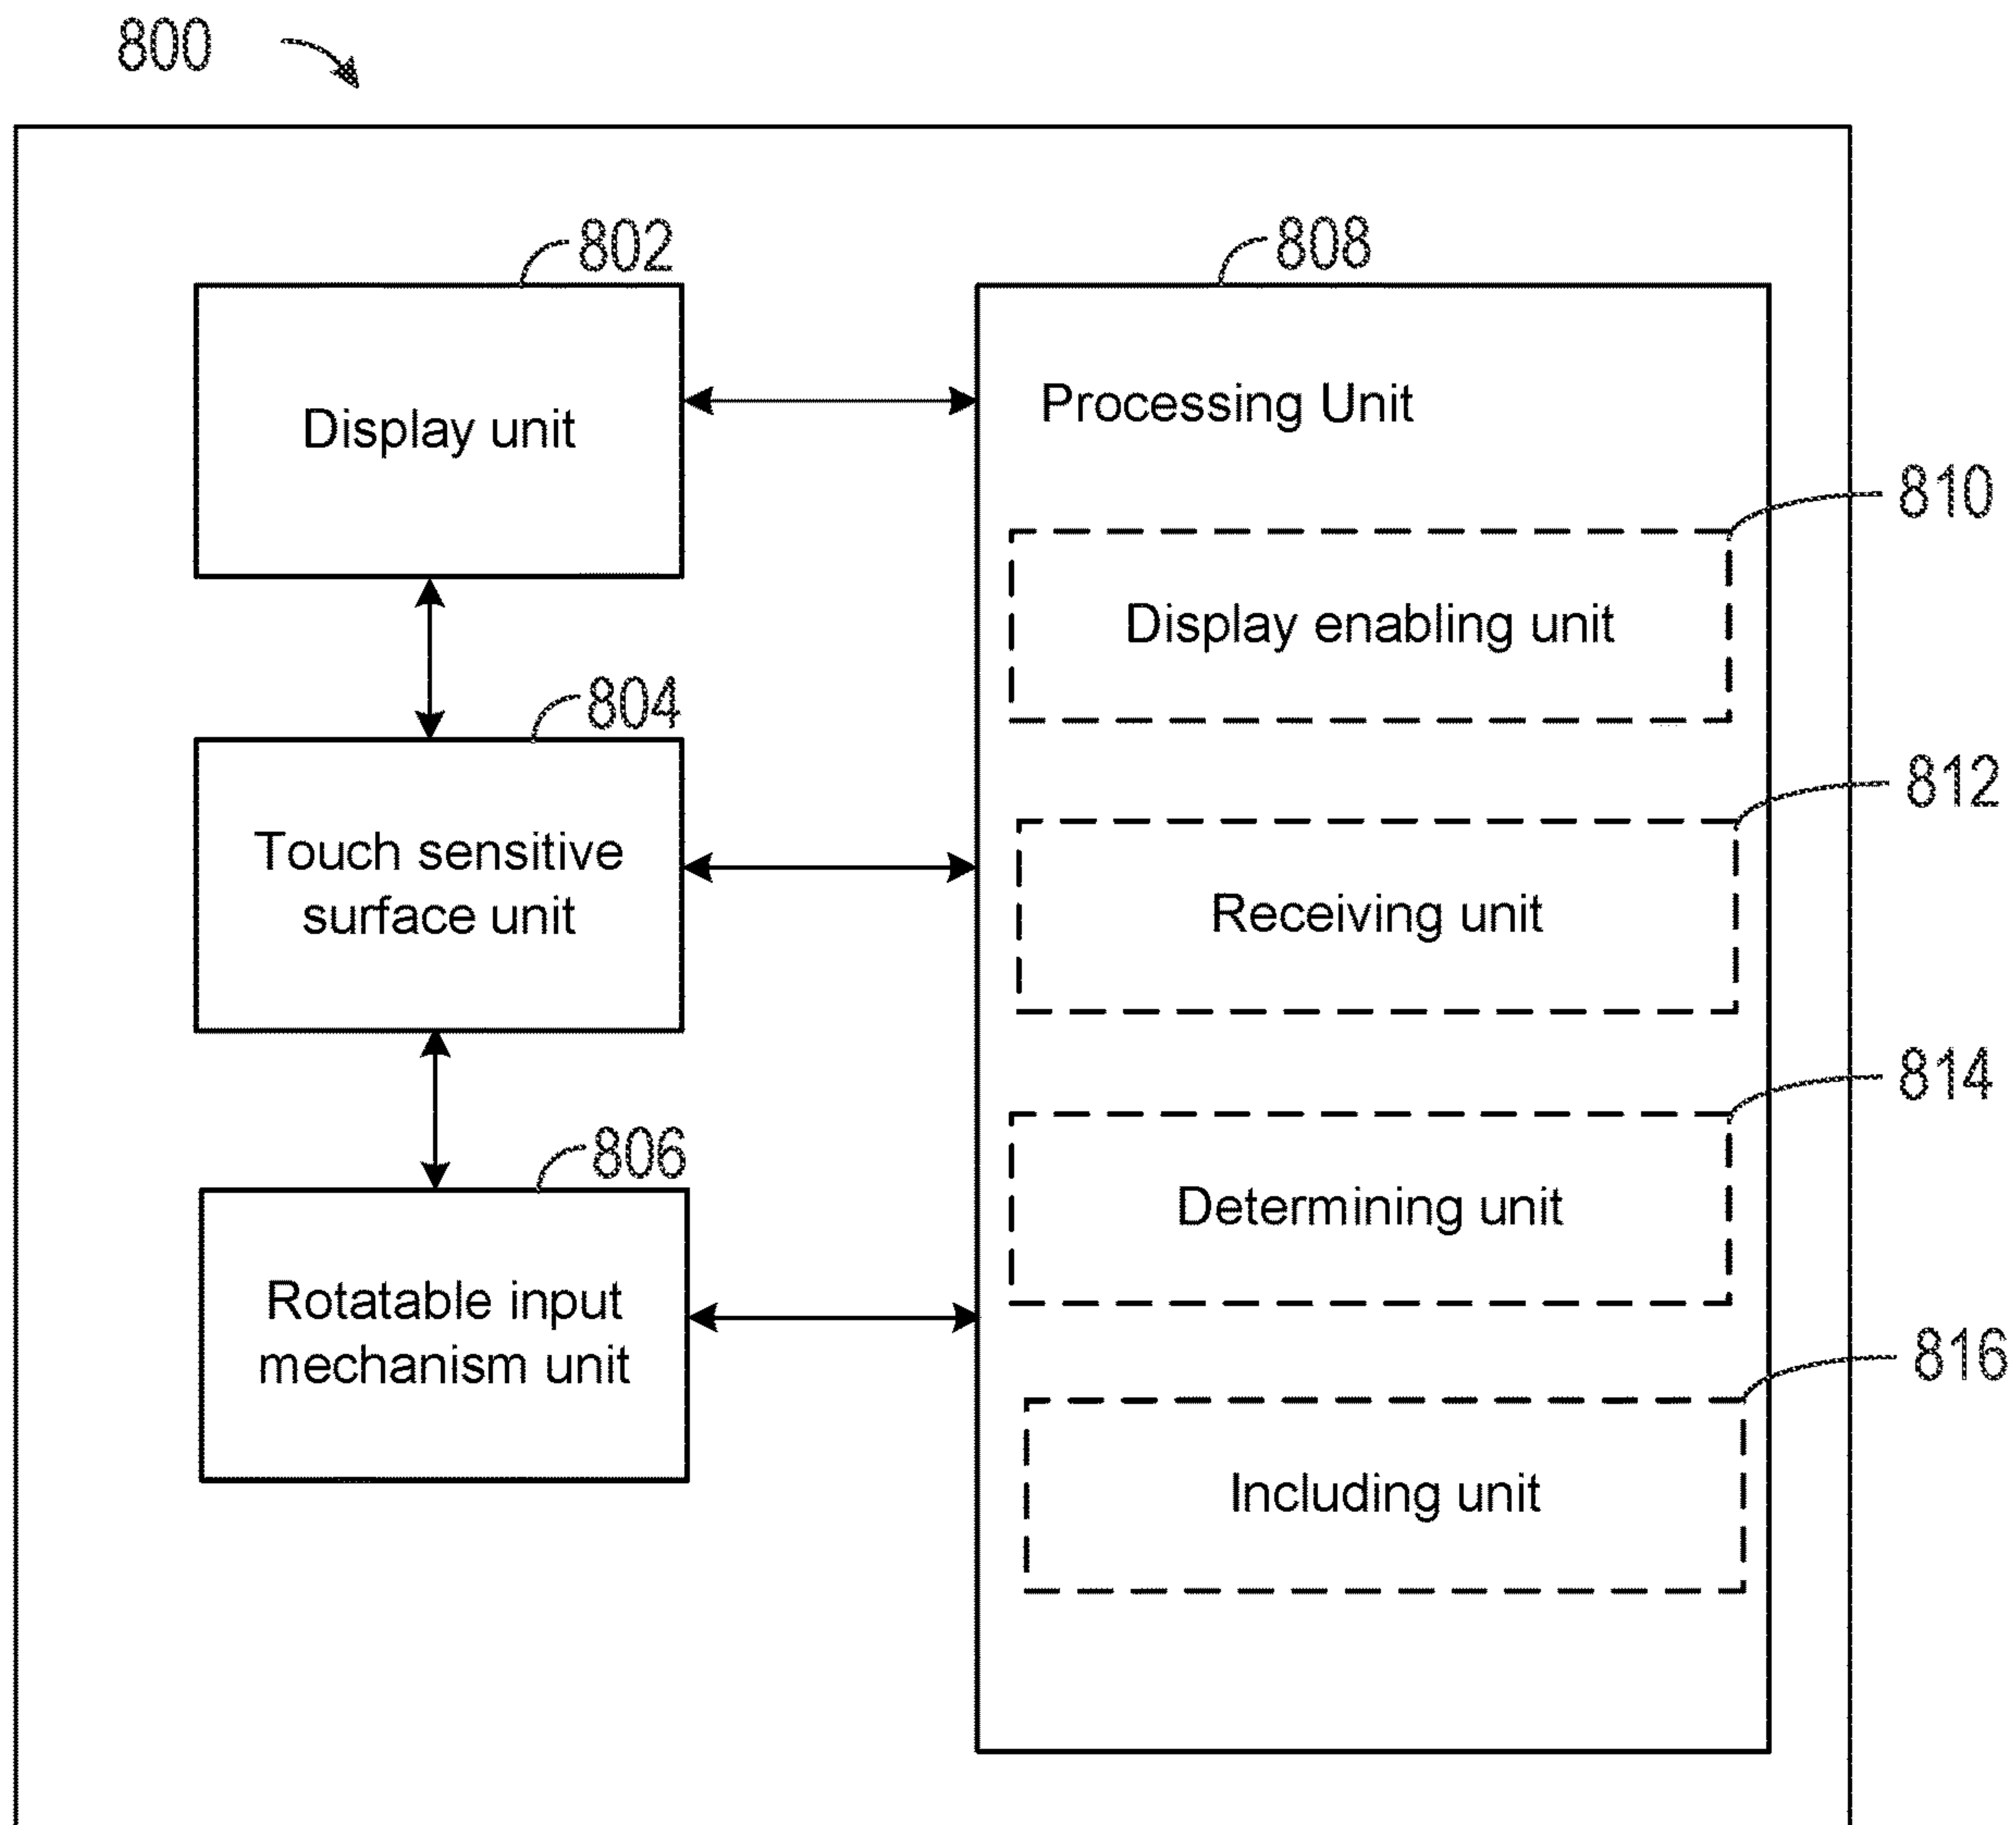 800
802
808
Display unit
Processing Unit
810
Display enabling unit
804
812
Touch sensitive
surface unit
Receiving unit
814
806
Determining unit
Rotatable input
mechanism unit
816
Including unit